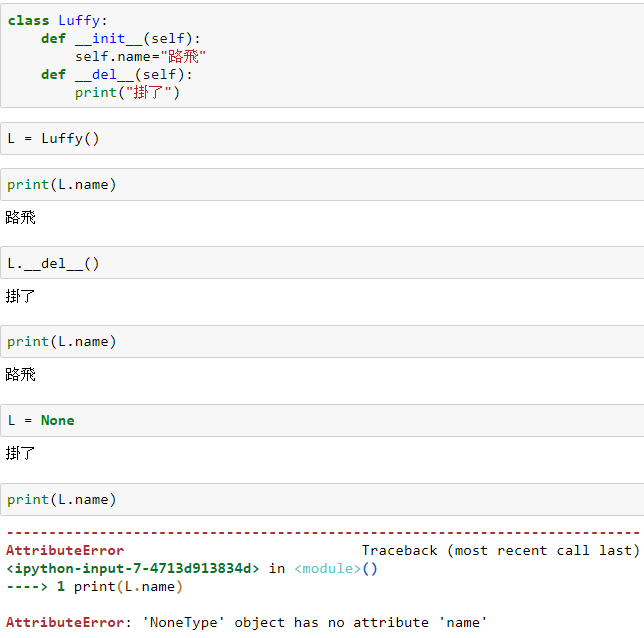 class Luffy:
    def __init__(self):
        self.name="路飛"
    def __del__(self):
        print("掛了")
L = Luffy()
print(L.name)
路飛
L.__del__()
掛了
print(L.name)
路飛
L = None
掛了
print(L.name)
---------------------------------------------------------------------------
AttributeError                            Traceback (most recent call last)
<ipython-input-7-4713d913834d> in <module>()
----> 1 print(L.name)
AttributeError: 'NoneType' object has no attribute 'name'